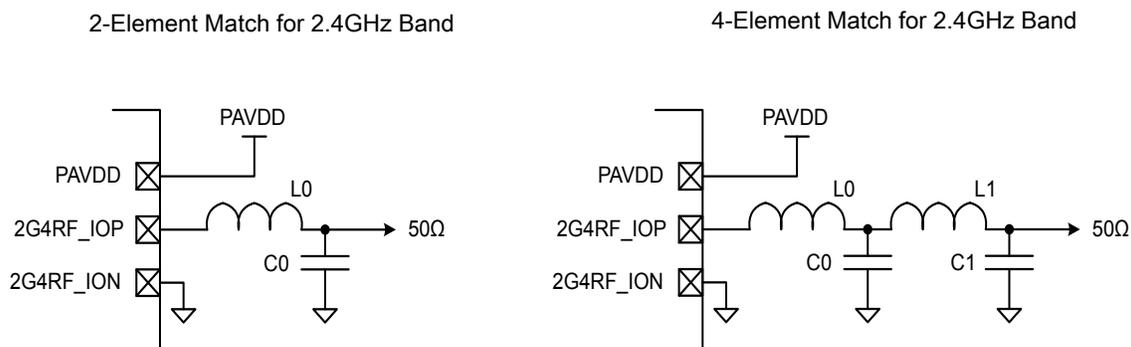 2-Element Match for 2.4GHz Band
PAVDD
PAVDD
L0
2G4RF_IOP
50Ω
C0
2G4RF_ION
4-Element Match for 2.4GHz Band
PAVDD
PAVDD
L0
L1
2G4RF_IOP
50Ω
C0
C1
2G4RF_ION